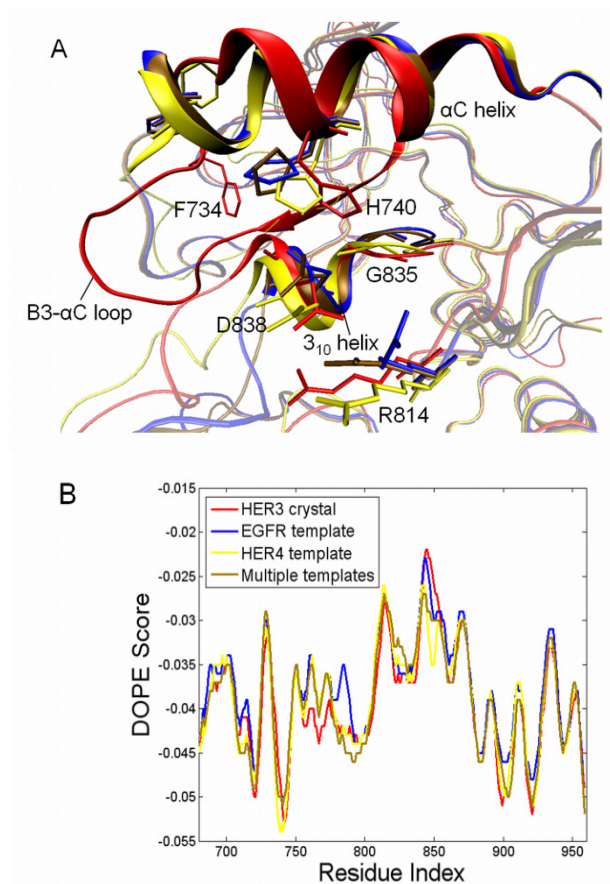 A
αC helix
F734
H740
G835
B3-αC loop
D838
3₁₀ helix
R814
B
-0.015
-0.02
-0.025
-0.03
-0.035
-0.04
-0.045
-0.05
-0.055
HER3 crystal
EGFR template
HER4 template
Multiple templates
DOPE Score
700
750
800
850
900
950
Residue Index